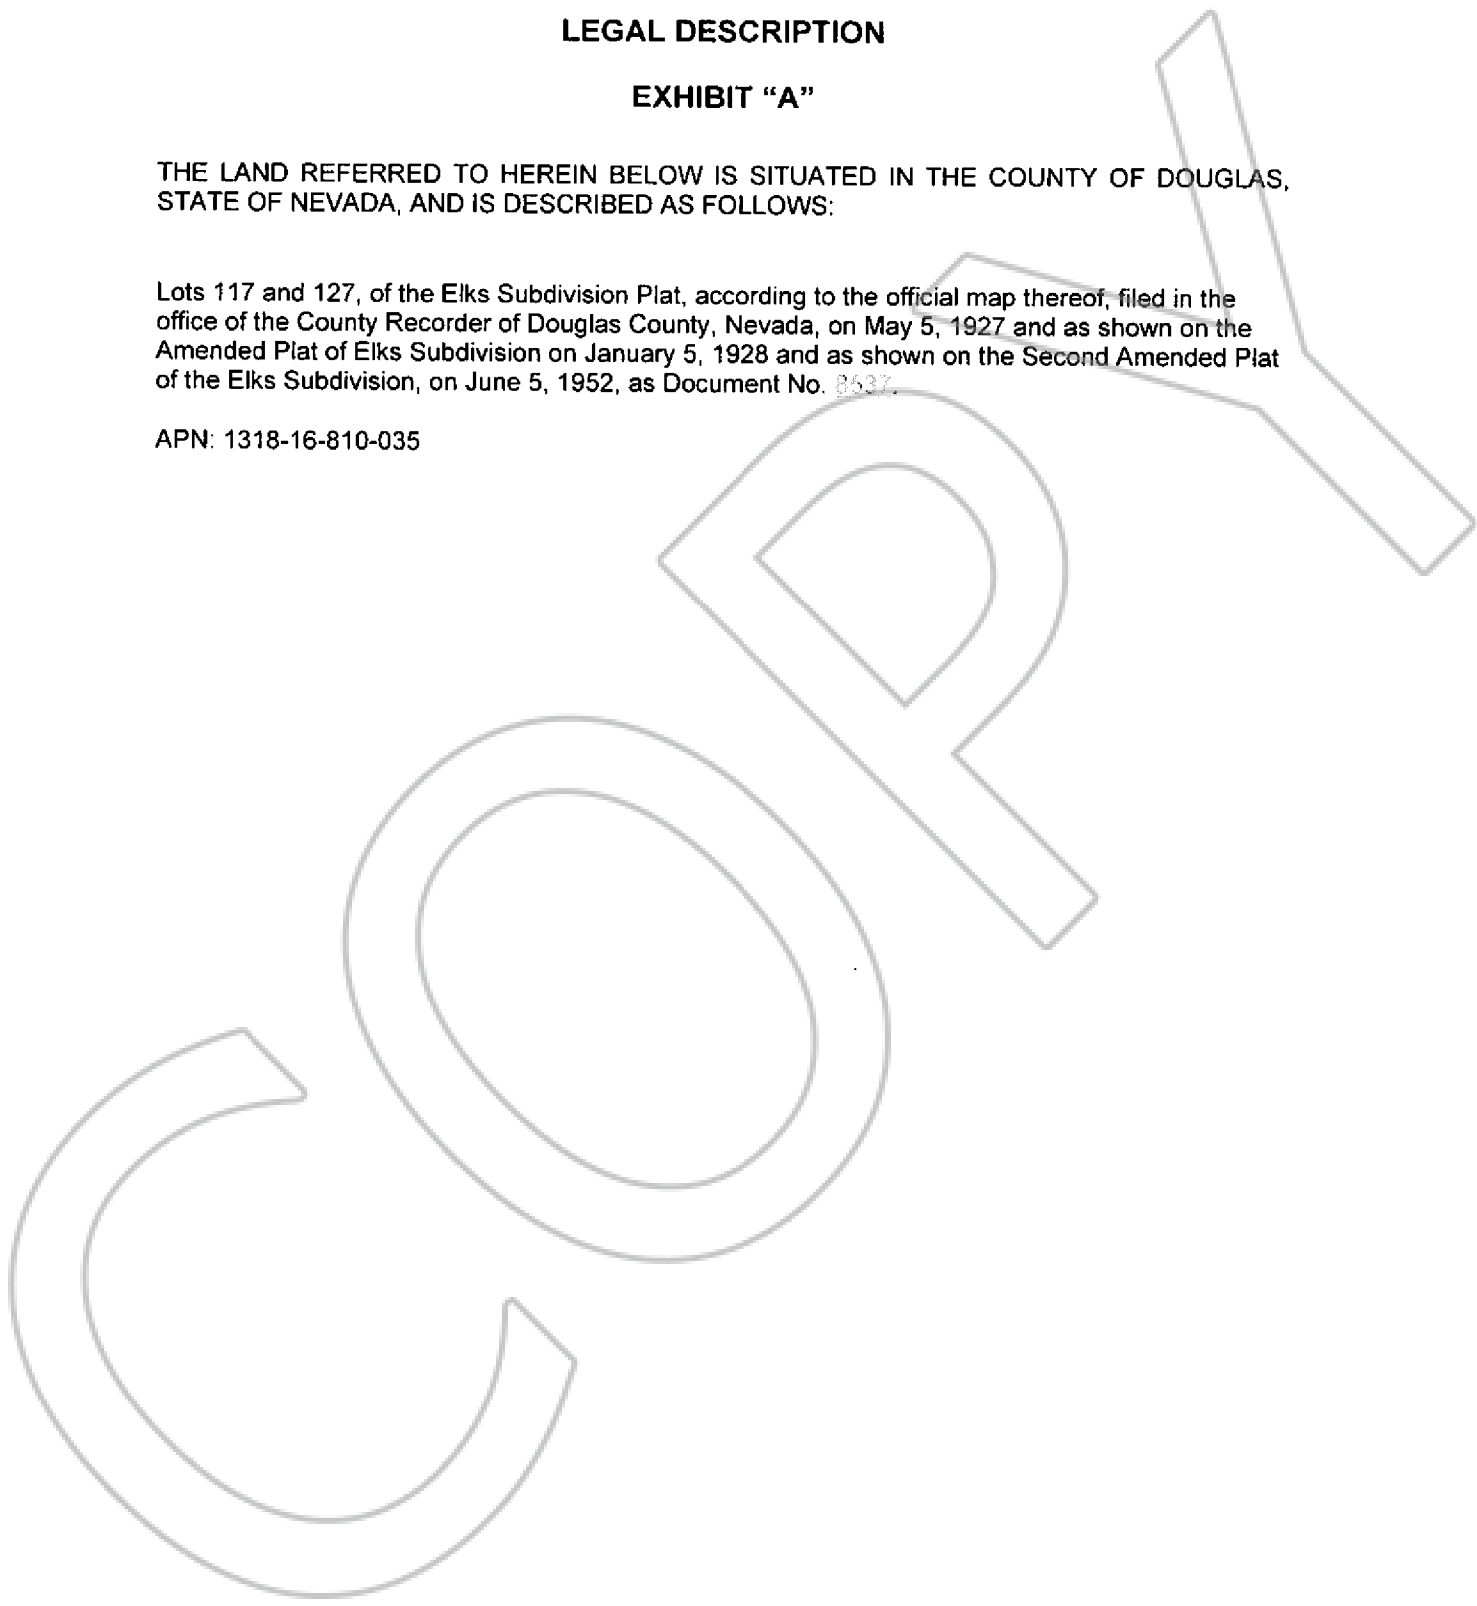 LEGAL DESCRIPTION
EXHIBIT “A”
THE LAND REFERRED TO HEREIN BELOW IS SITUATED IN THE COUNTY OF DOUGLAS,
STATE OF NEVADA, AND IS DESCRIBED AS FOLLOWS:
Lots 117 and 127, of the Elks Subdivision Plat, according to the official map thereof, filed in the
office of the County Recorder of Douglas County, Nevada, on May 5, 1927 and as shown on the
Amended Plat of Elks Subdivision on January 5, 1928 and as shown on the Second Amended Plat
of the Elks Subdivision, on June 5, 1952, as Document No. 8637.
APN: 1318-16-810-035
COPY